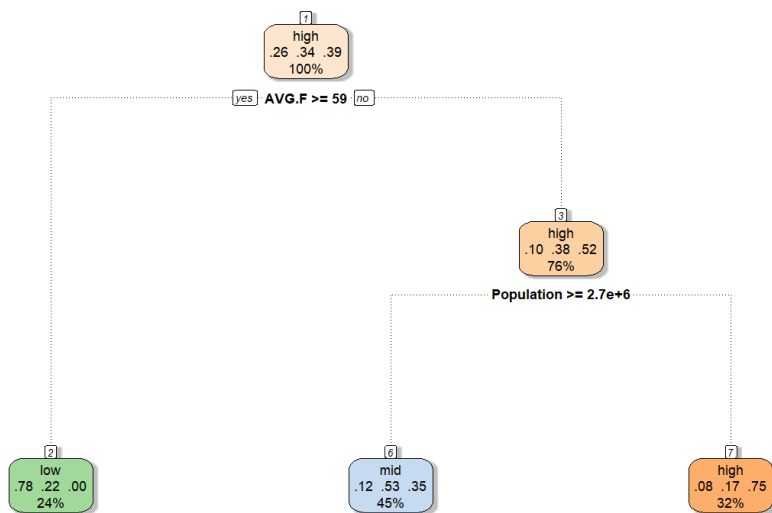 1
high
.26 .34 .39
100%
yes AVG.F >= 59 no
3
high
.10 .38 .52
76%
Population >= 2.7e+6
2
low
.78 .22 .00
24%
6
mid
.12 .53 .35
45%
7
high
.08 .17 .75
32%